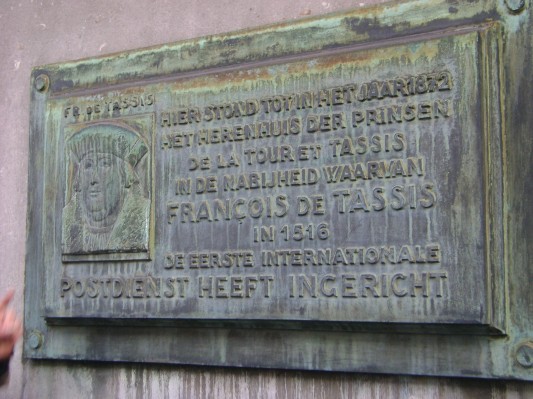 FR. DE TASSIS
HIER STOND TOT IN HET JAAR 1872
HET HERENHUIS DER PRINSEN
DE LA TOUR ET TASSIS
IN DE NABIJHEID WAARVAN
FRANÇOIS DE TASSIS
IN 1516
DE EERSTE INTERNATIONALE
POSTDIENST HEEFT INGERICHT